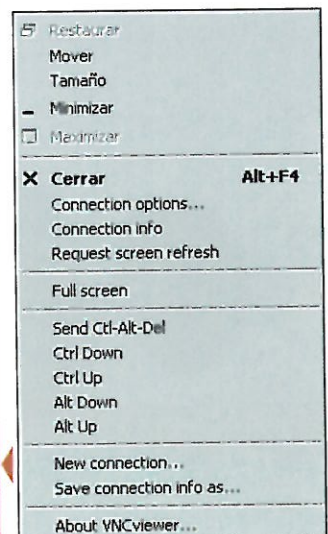 Restaurar
Mover
Tamaño
Minimizar
Maximizar
Cerrar Alt+F4
Connection options...
Connection info
Request screen refresh
Full screen
Send Ctl-Alt-Del
Ctrl Down
Ctrl Up
Alt Down
Alt Up
New connection...
Save connection info as...
About VNCviewer...